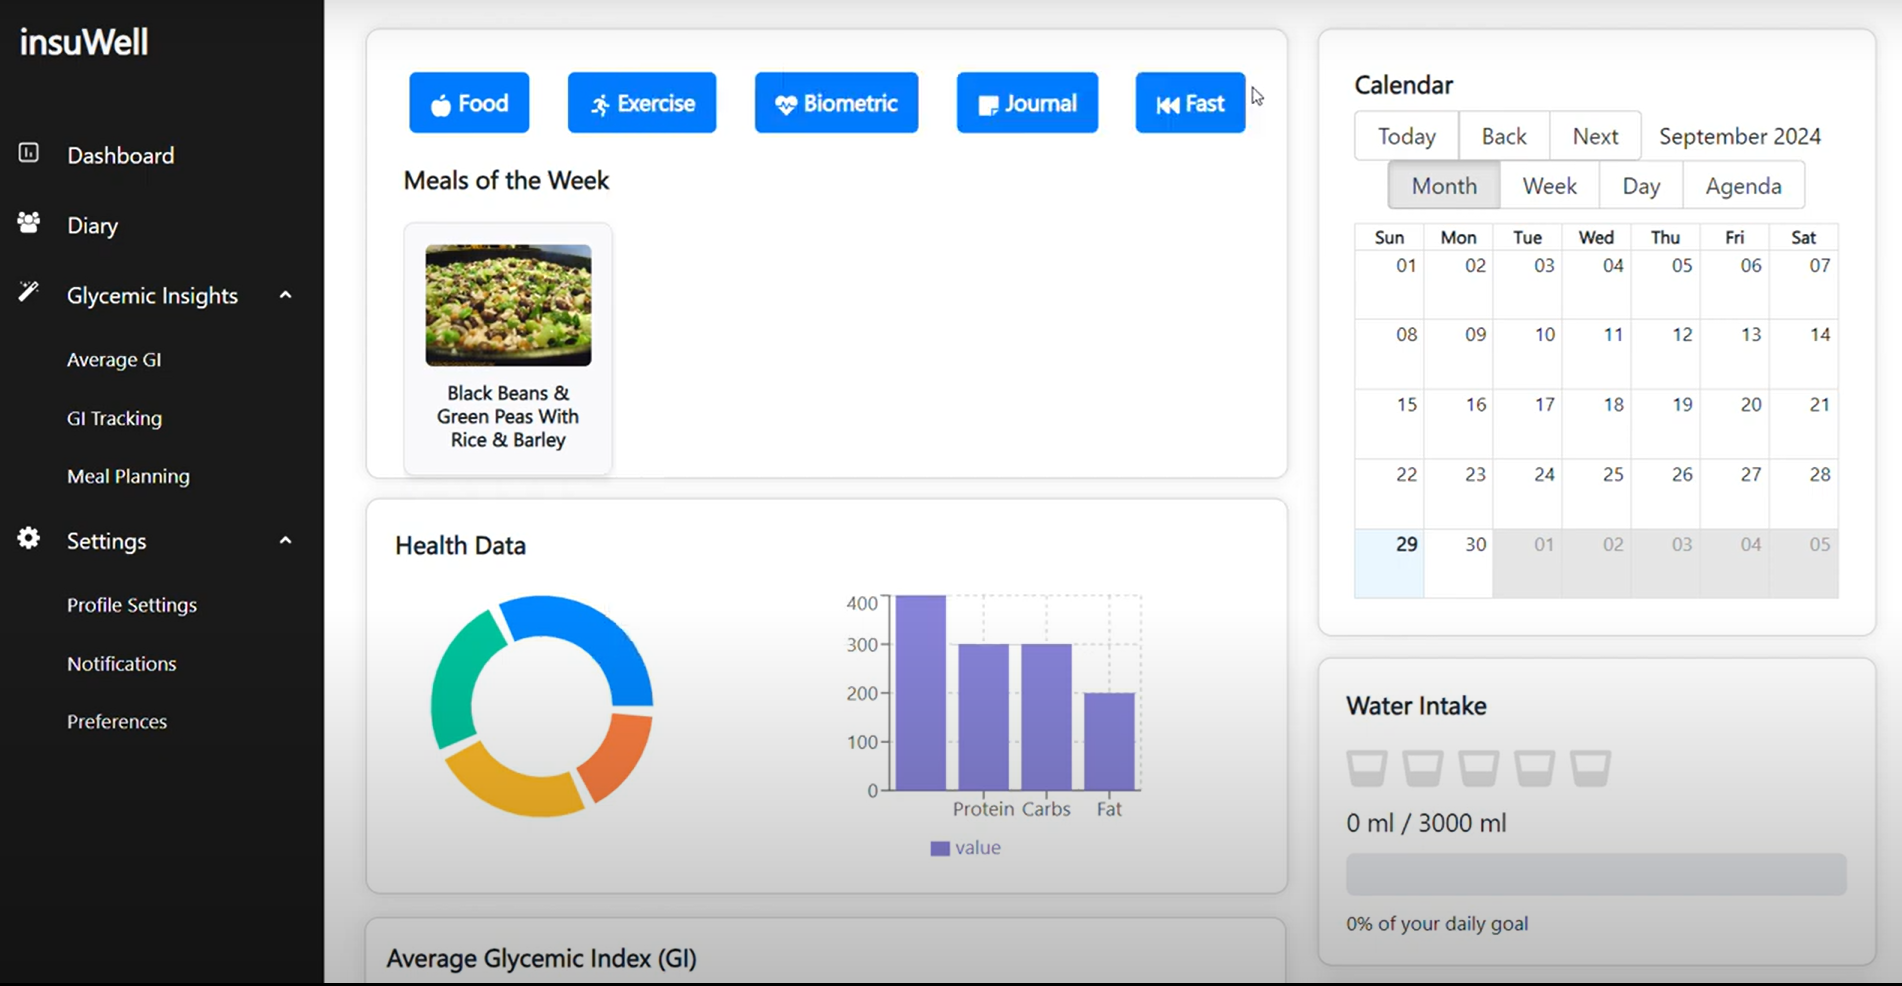 insuWell
Dashboard
Diary
Glycemic Insights
Average GI
GI Tracking
Meal Planning
Settings
Profile Settings
Notifications
Preferences
Food
Exercise
Biometric
Journal
Fast
Meals of the Week
Black Beans &
Green Peas With
Rice & Barley
Health Data
400
300
200
100
0
Protein Carbs Fat
value
Average Glycemic Index (GI)
Calendar
Today Back Next September 2024
Month Week Day Agenda
Sun Mon Tue Wed Thu Fri Sat
01 02 03 04 05 06 07
08 09 10 11 12 13 14
15 16 17 18 19 20 21
22 23 24 25 26 27 28
29 30 01 02 03 04 05
Water Intake
0 ml / 3000 ml
0% of your daily goal